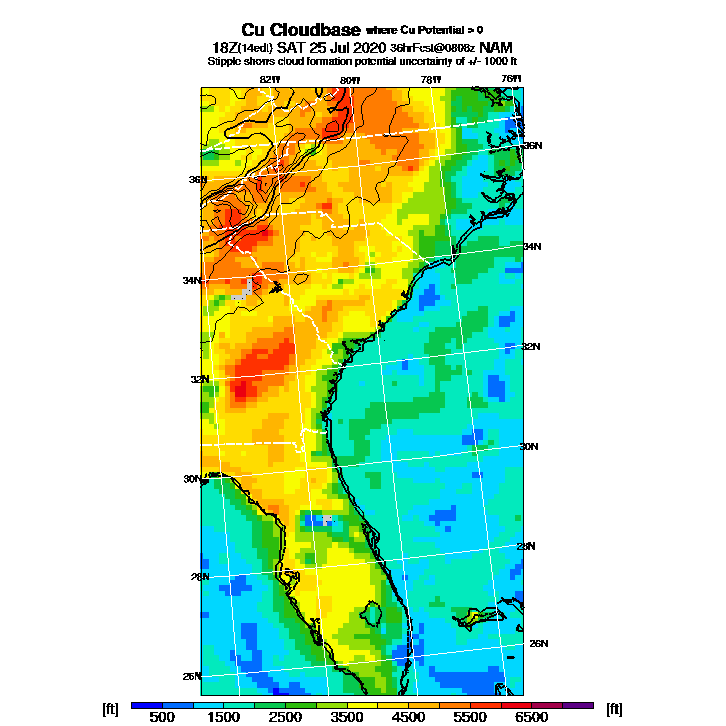 Cu Cloudbase where Cu Potential > 0
18Z(14edt) SAT 25 Jul 2020 36hrFcst@0808z NAM
Stipple shows cloud formation potential uncertainty of +/- 1000 ft
82W 80W 78W 76W
36N
36N
34N
34N
32N
32N
30N
30N
28N
28N
26N
26N
[ft] 500 1500 2500 3500 4500 5500 6500 [ft]